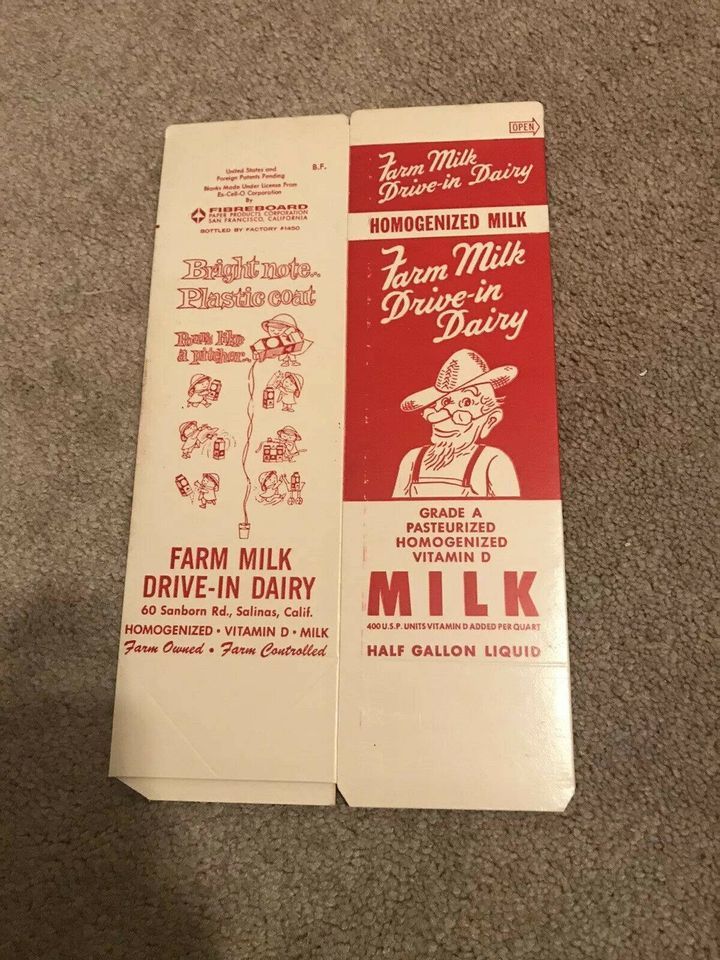 United States and
Foreign Patents Pending
Blanks Made Under License From
Ex-Cell-O Corporation
By
FIBREBOARD
PAPER PRODUCTS CORPORATION
SAN FRANCISCO, CALIFORNIA
BOTTLED BY FACTORY #1450
B.F.
Bright note..
Plastic coat
Pours like
a pitcher..
FARM MILK
DRIVE-IN DAIRY
60 Sanborn Rd., Salinas, Calif.
HOMOGENIZED • VITAMIN D • MILK
Farm Owned • Farm Controlled
OPEN
Farm Milk
Drive-in Dairy
HOMOGENIZED MILK
Farm Milk
Drive-in
Dairy
GRADE A
PASTEURIZED
HOMOGENIZED
VITAMIN D
MILK
400 U.S.P. UNITS VITAMIN D ADDED PER QUART
HALF GALLON LIQUID